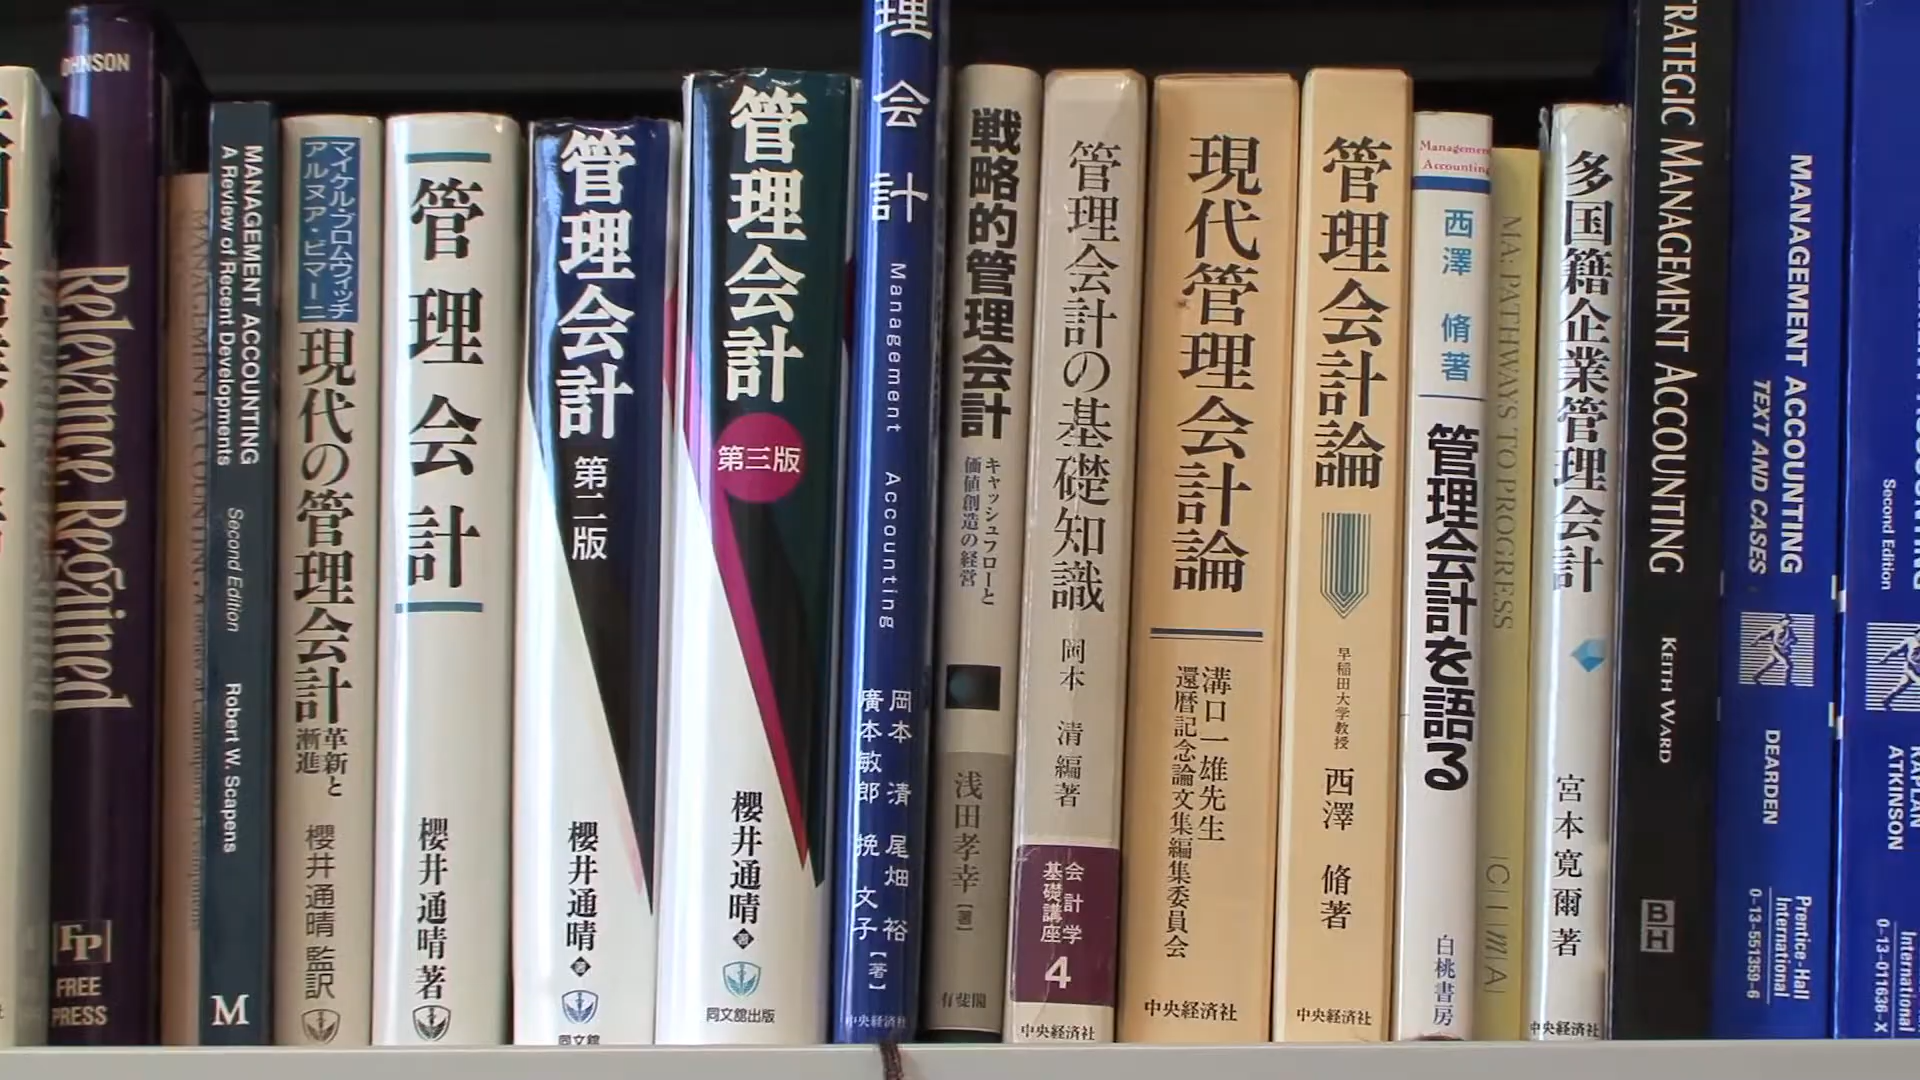 Relevance Regained
FP
FREE
PRESS
MANAGEMENT ACCOUNTING
A Review of Recent Developments
Second Edition
Robert W. Scapens
M
マイケル・ブロムウィッチ
アルヌア・ビマーニ
現代の管理会計
革新と
漸進
櫻井通晴 監訳
管理会計
櫻井通晴著
管理会計
第二版
櫻井通晴
著
同文舘
管理会計
第三版
櫻井通晴
著
同文舘出版
理会計
Management Accounting
岡本 清 尾畑 裕
廣本敏郎 挽 文子
【著】
中央経済社
戦略的管理会計
キャッシュフローと
価値創造の経営
浅田孝幸
【著】
有斐閣
管理会計の基礎知識
岡本 清 編著
会計学
基礎講座
4
中央経済社
現代管理会計論
溝口一雄先生
還暦記念論文集編集委員会
中央経済社
管理会計論
早稲田大学教授
西澤 脩著
中央経済社
Management
Accounting
西澤 脩著
管理会計を語る
白桃書房
MA: PATHWAYS TO PROGRESS
CIMA
多国籍企業管理会計
宮本寛爾著
中央経済社
TRATEGIC MANAGEMENT ACCOUNTING
KEITH WARD
BH
MANAGEMENT ACCOUNTING
TEXT AND CASES
DEARDEN
Prentice-Hall
International
0-13-551359-6
Second Edition
KAPLAN
ATKINSON
International
0-13-011636-X